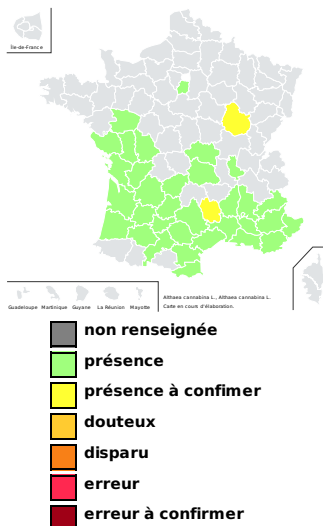 Île-de-France
Guadeloupe Martinique Guyane La Réunion Mayotte
Althaea cannabina L., Althaea cannabina L.
Carte en cours d'élaboration.
non renseignée
présence
présence à confimer
douteux
disparu
erreur
erreur à confirmer